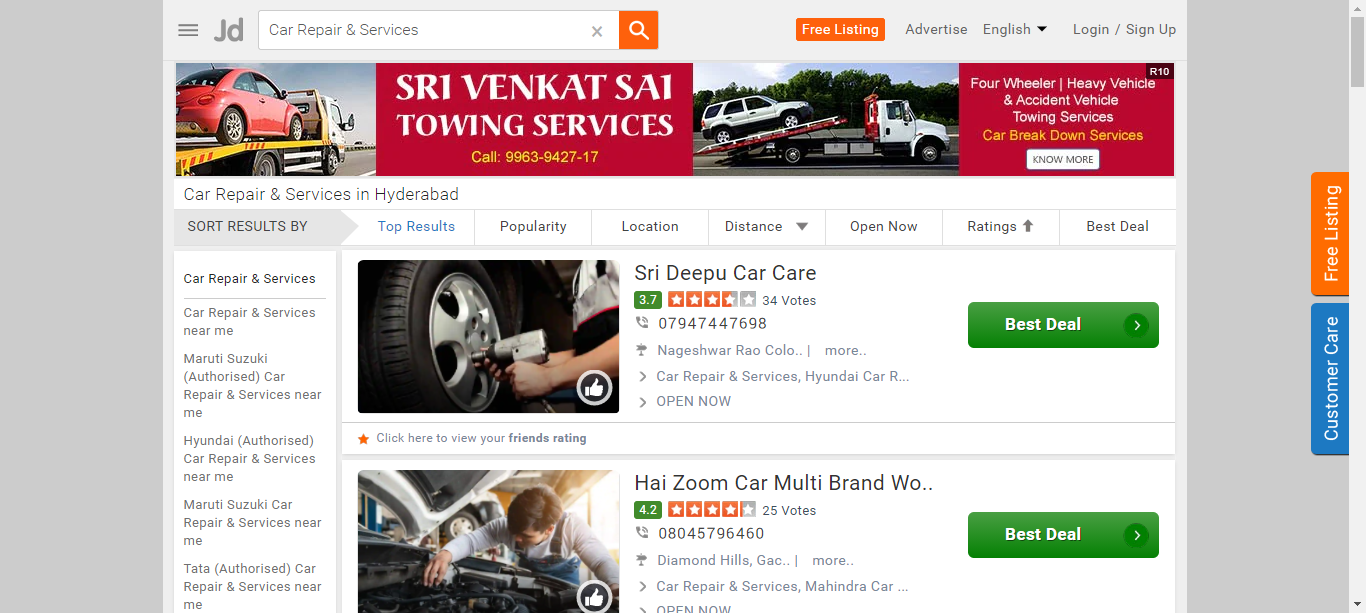 Jd
Car Repair & Services
×
Free Listing
Advertise
English
Login / Sign Up
SRI VENKAT SAI
TOWING SERVICES
Call: 9963-9427-17
R10
Four Wheeler | Heavy Vehicle
& Accident Vehicle
Towing Services
Car Break Down Services
KNOW MORE
Car Repair & Services in Hyderabad
SORT RESULTS BY
Top Results
Popularity
Location
Distance
Open Now
Ratings
Best Deal
Car Repair & Services
Car Repair & Services
near me
Maruti Suzuki
(Authorised) Car
Repair & Services near
me
Hyundai (Authorised)
Car Repair & Services
near me
Maruti Suzuki Car
Repair & Services near
me
Tata (Authorised) Car
Repair & Services near
me
Sri Deepu Car Care
3.7 34 Votes
07947447698
Nageshwar Rao Colo.. | more..
Car Repair & Services, Hyundai Car R...
OPEN NOW
Best Deal
Click here to view your friends rating
Hai Zoom Car Multi Brand Wo..
4.2 25 Votes
08045796460
Diamond Hills, Gac.. | more..
Car Repair & Services, Mahindra Car ...
OPEN NOW
Best Deal
Free Listing
Customer Care